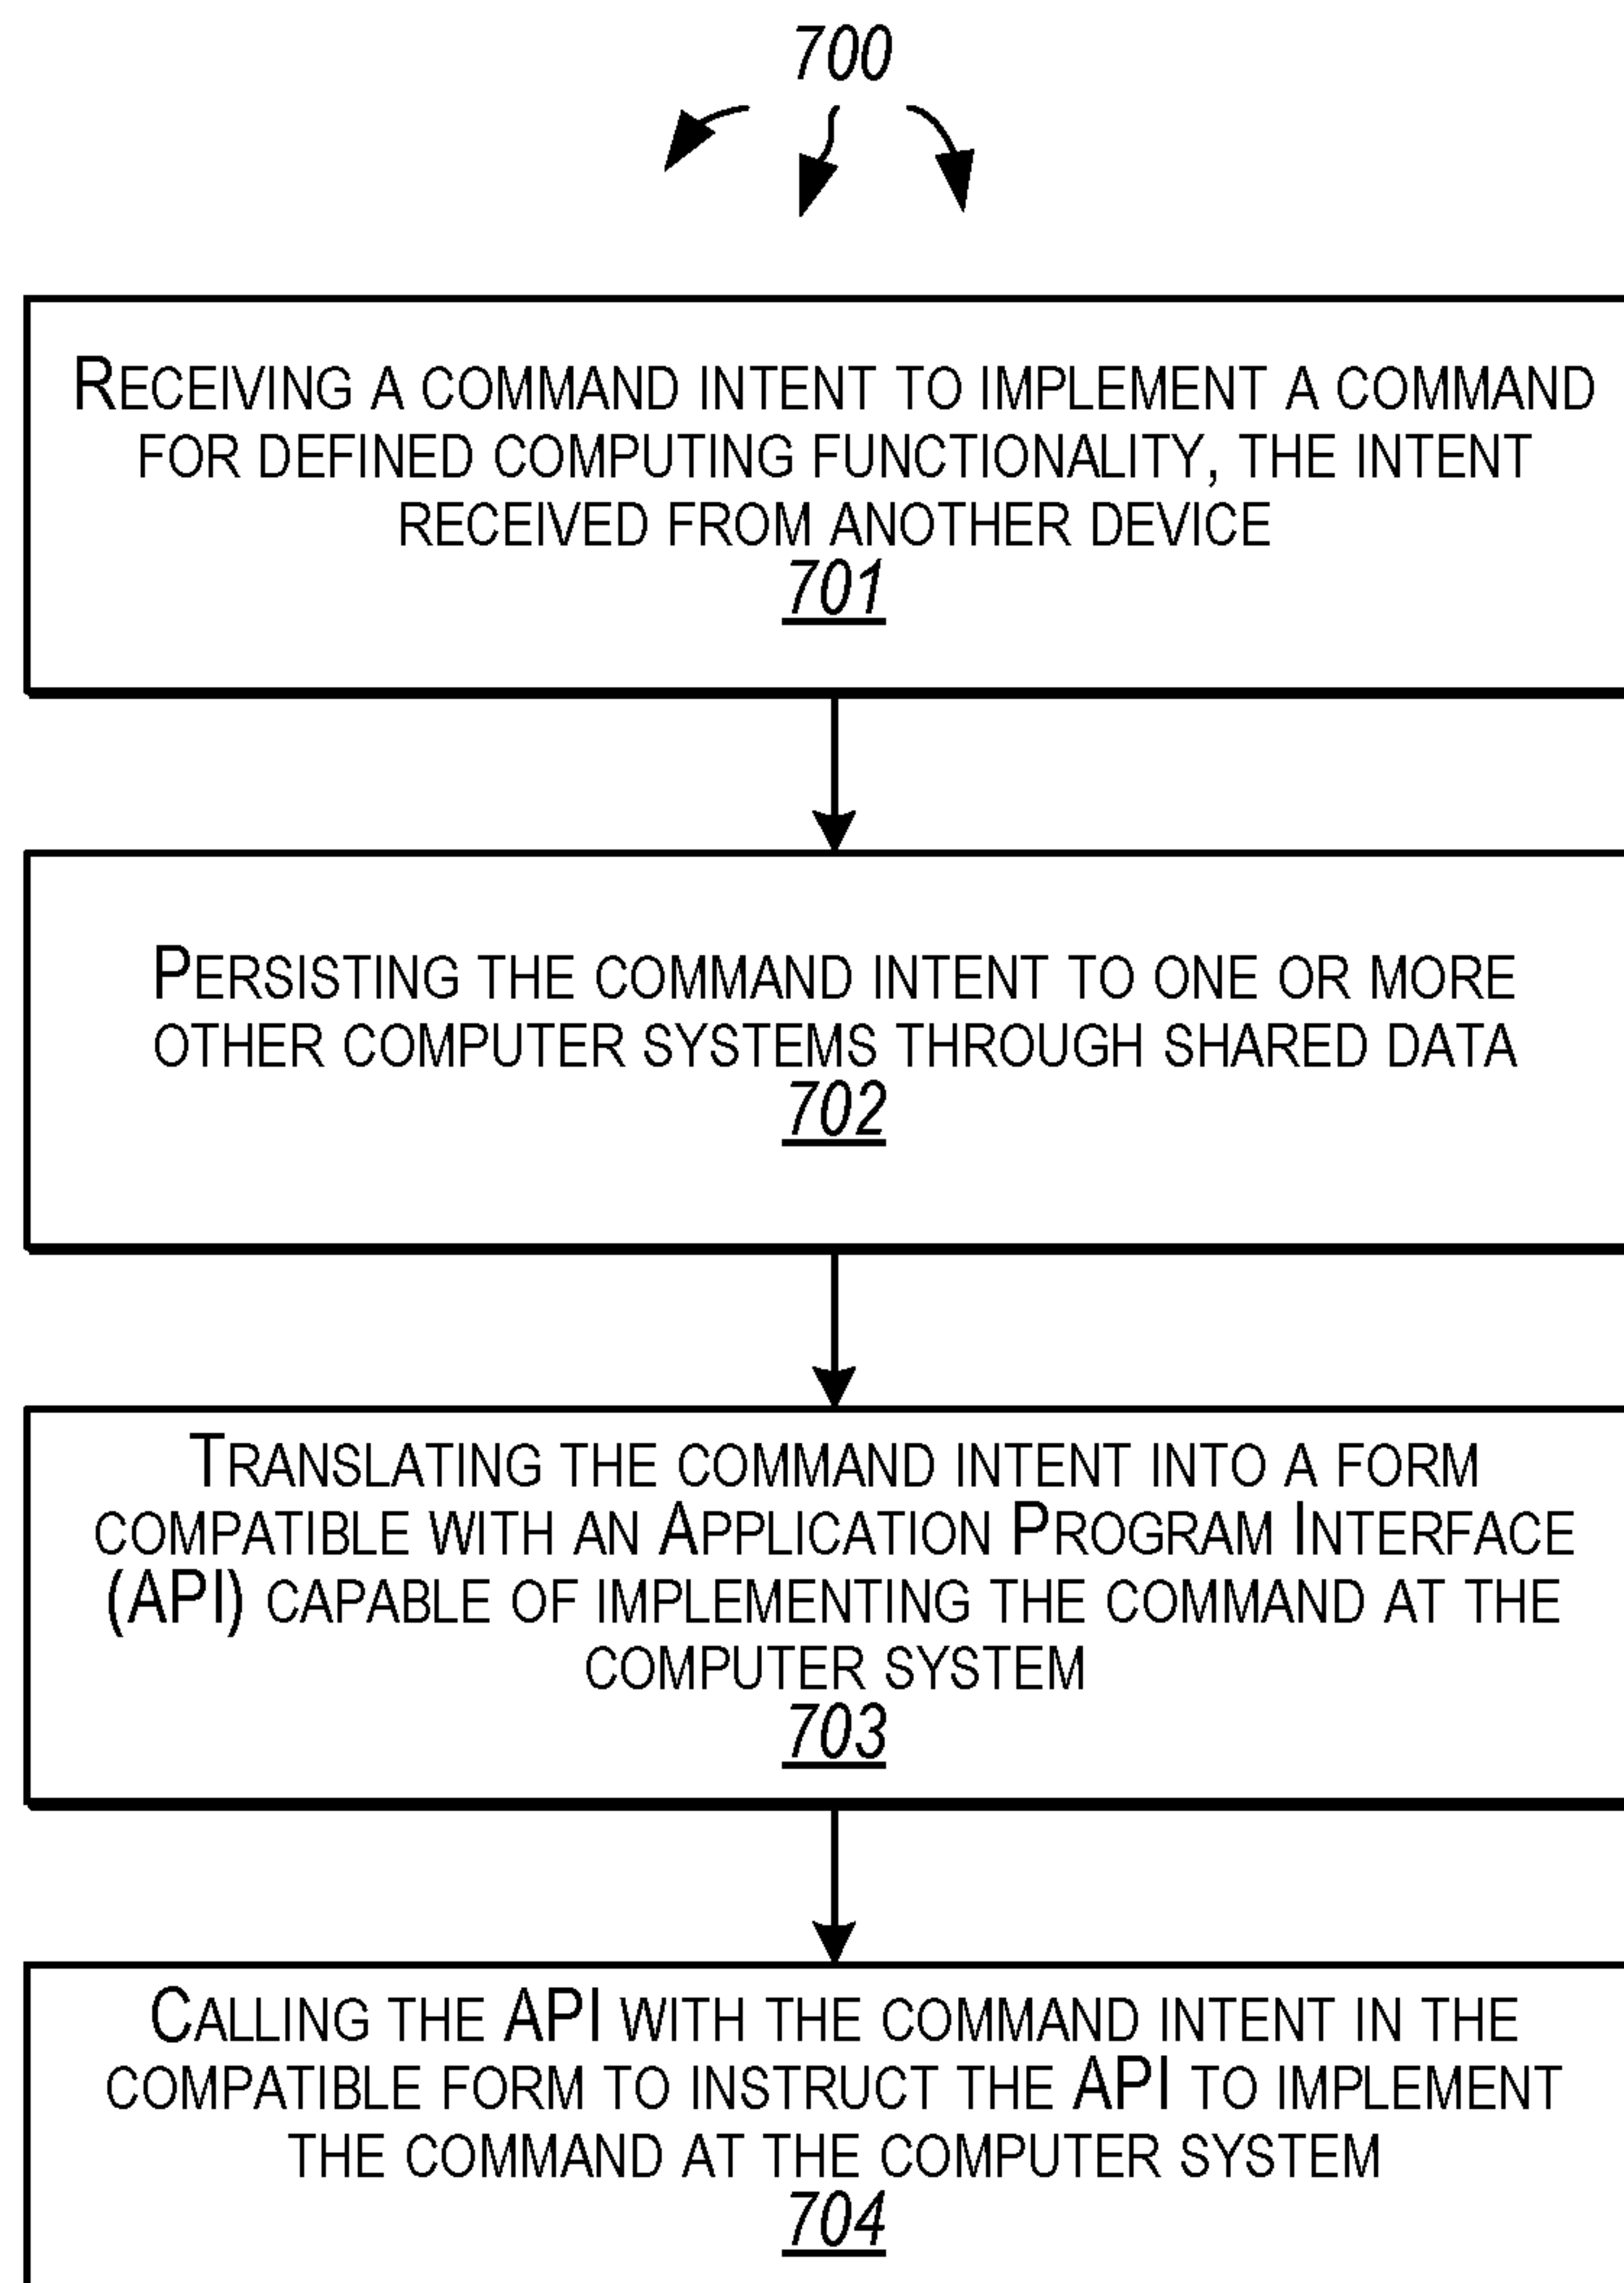 700
RECEIVING A COMMAND INTENT TO IMPLEMENT A COMMAND
FOR DEFINED COMPUTING FUNCTIONALITY, THE INTENT
RECEIVED FROM ANOTHER DEVICE
701
PERSISTING THE COMMAND INTENT TO ONE OR MORE
OTHER COMPUTER SYSTEMS THROUGH SHARED DATA
702
TRANSLATING THE COMMAND INTENT INTO A FORM
COMPATIBLE WITH AN APPLICATION PROGRAM INTERFACE
(API) CAPABLE OF IMPLEMENTING THE COMMAND AT THE
COMPUTER SYSTEM
703
CALLING THE API WITH THE COMMAND INTENT IN THE
COMPATIBLE FORM TO INSTRUCT THE API TO IMPLEMENT
THE COMMAND AT THE COMPUTER SYSTEM
704